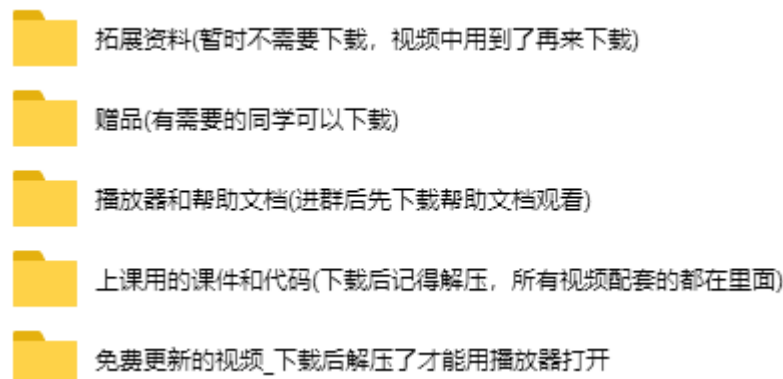 拓展资料(暂时不需要下载，视频中用到了再来下载)
赠品(有需要的同学可以下载)
播放器和帮助文档(进群后先下载帮助文档观看)
上课用的课件和代码(下载后记得解压，所有视频配套的都在里面)
免费更新的视频_下载后解压了才能用播放器打开